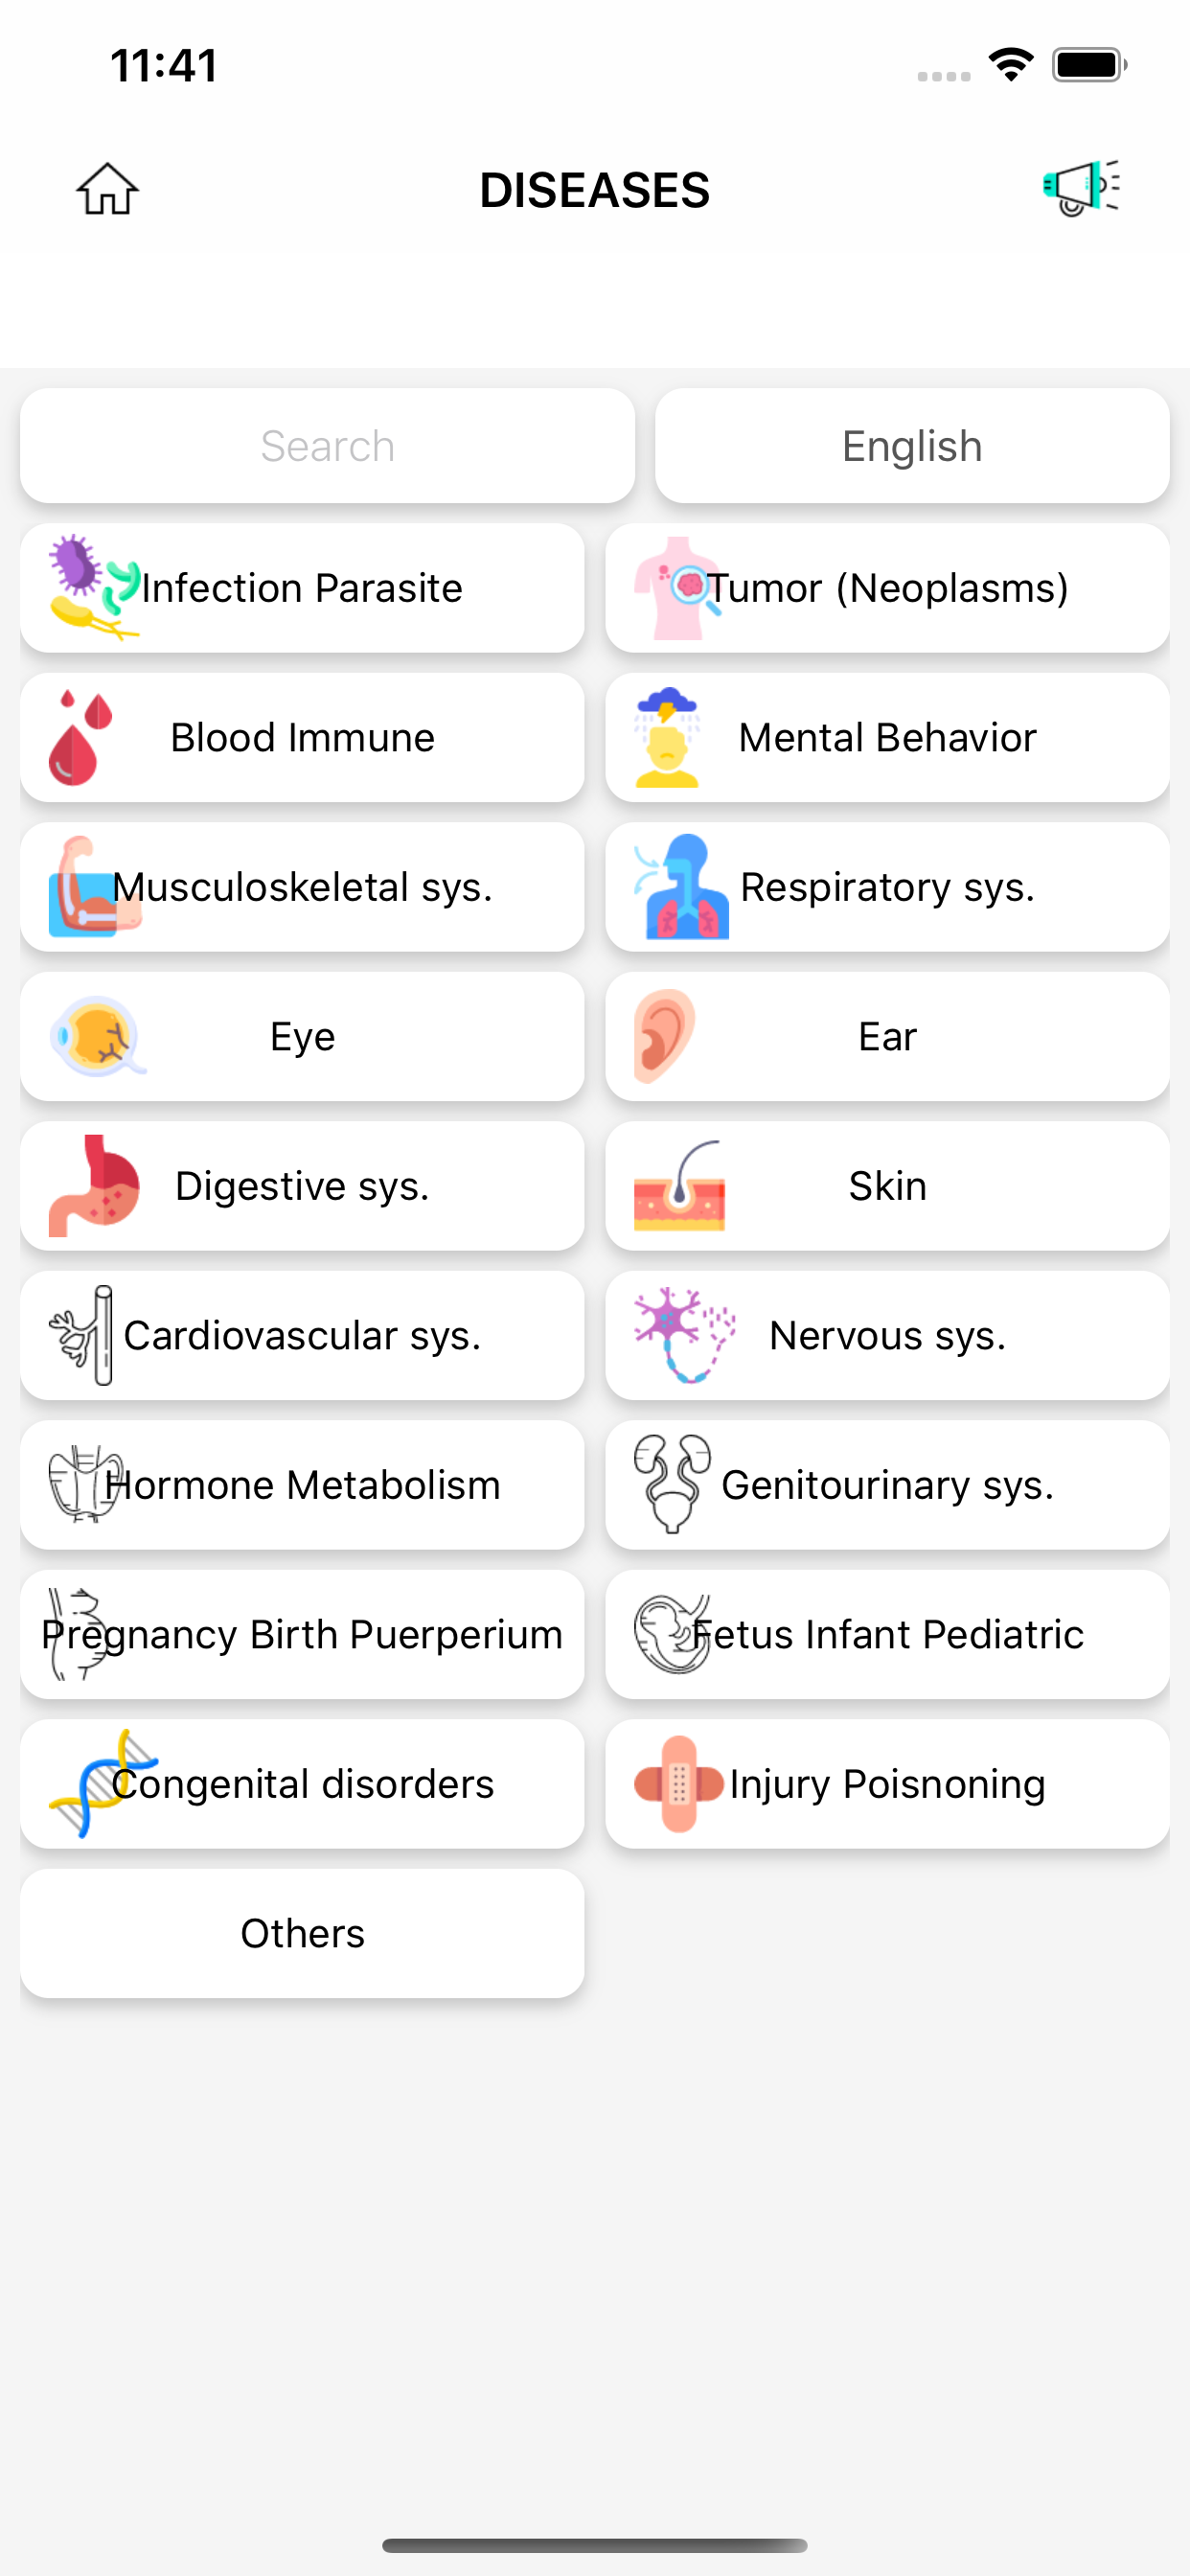 11:41
DISEASES
Search
English
Infection Parasite
Tumor (Neoplasms)
Blood Immune
Mental Behavior
Musculoskeletal sys.
Respiratory sys.
Eye
Ear
Digestive sys.
Skin
Cardiovascular sys.
Nervous sys.
Hormone Metabolism
Genitourinary sys.
Pregnancy Birth Puerperium
Fetus Infant Pediatric
Congenital disorders
Injury Poisnoning
Others